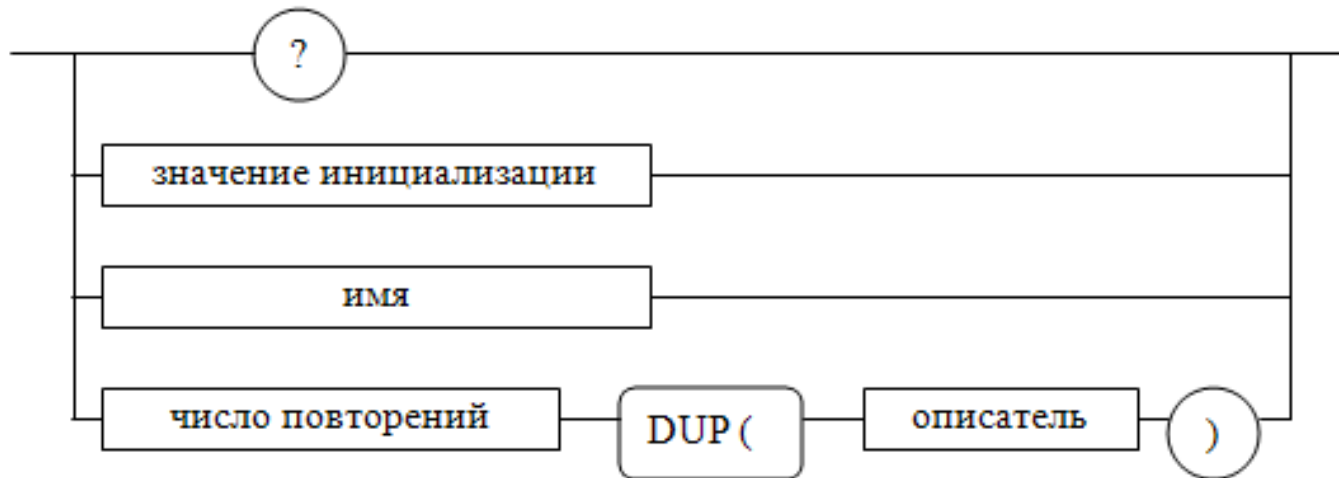 ?
значение инициализации
имя
число повторений DUP ( описатель )